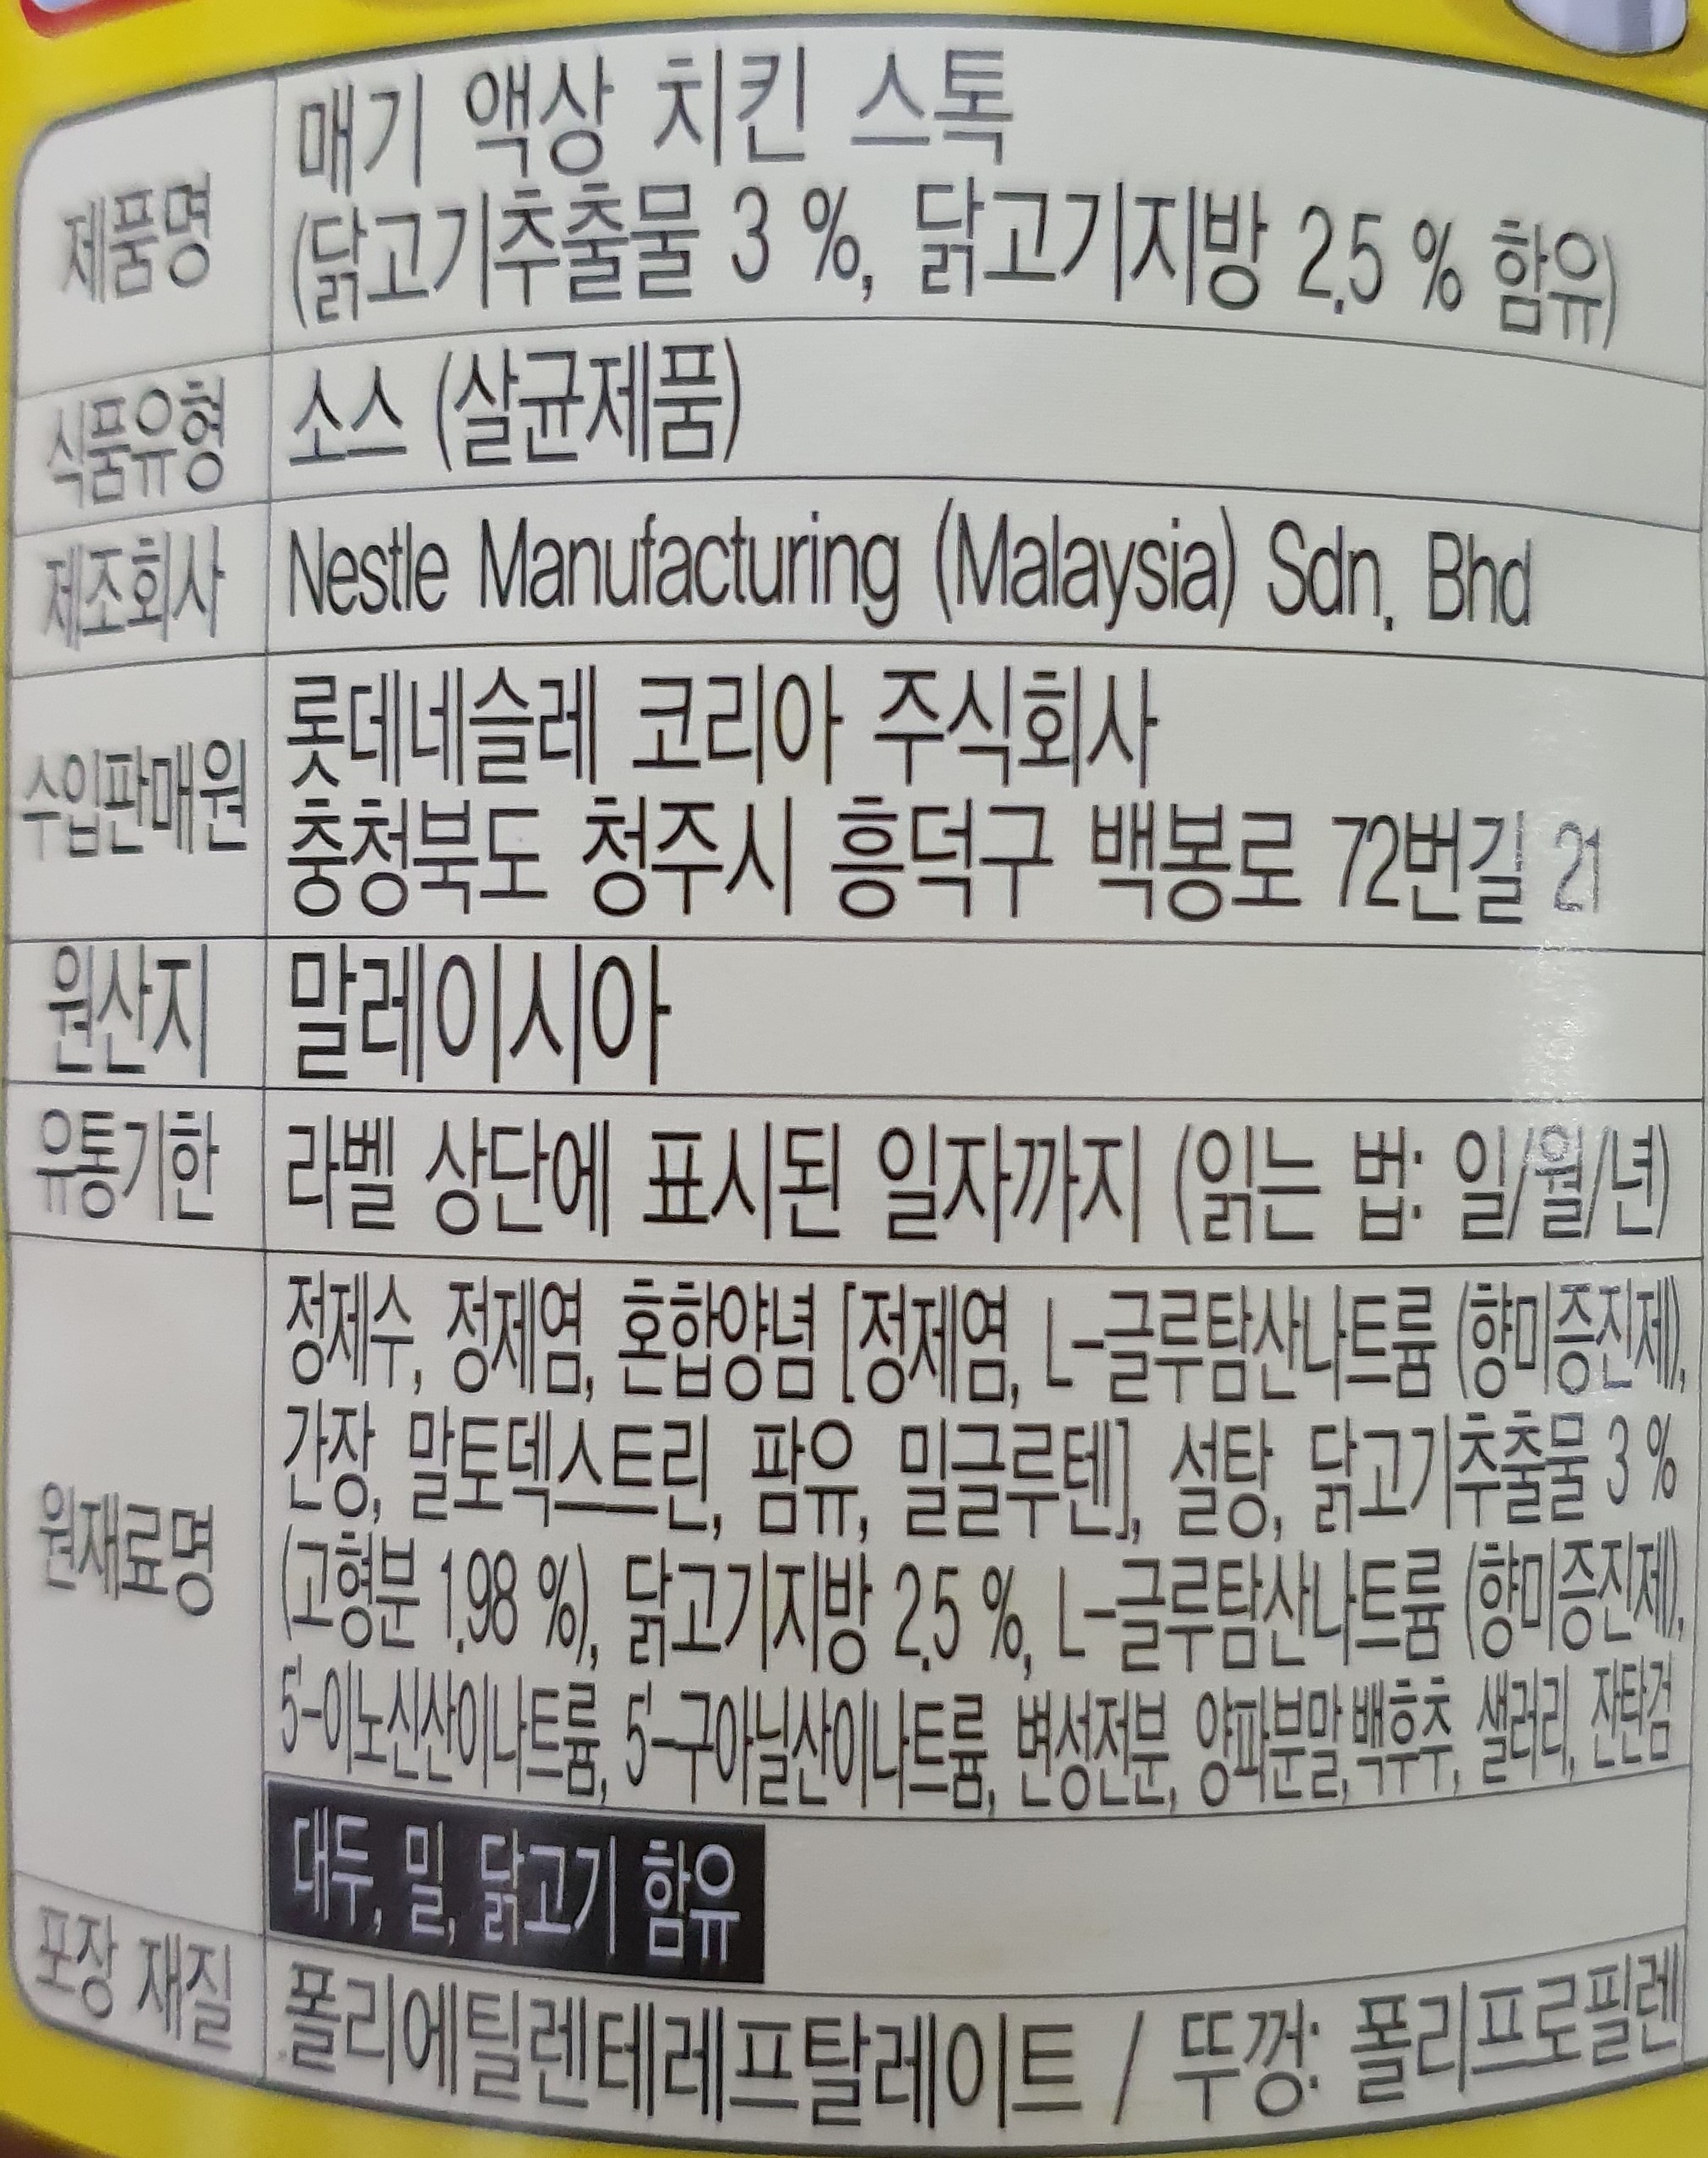 제품명
매기 액상 치킨 스톡
(닭고기추출물 3 %, 닭고기지방 2.5 % 함유)
식품유형
소스 (살균제품)
제조회사
Nestle Manufacturing (Malaysia) Sdn. Bhd
수입판매원
롯데네슬레 코리아 주식회사
충청북도 청주시 흥덕구 백봉로 72번길 21
원산지
말레이시아
유통기한
라벨 상단에 표시된 일자까지 (읽는 법: 일/월/년)
원재료명
정제수, 정제염, 혼합양념 [정제염, L-글루탐산나트륨 (향미증진제),
간장, 말토덱스트린, 팜유, 밀글루텐], 설탕, 닭고기추출물 3 %
(고형분 1.98 %), 닭고기지방 2.5 %, L-글루탐산나트륨 (향미증진제),
5'-이노신산이나트륨, 5'-구아닐산이나트륨, 변성전분, 양파분말, 백후추, 샐러리, 잔탄검
대두, 밀, 닭고기 함유
포장 재질
폴리에틸렌테레프탈레이트 / 뚜껑: 폴리프로필렌